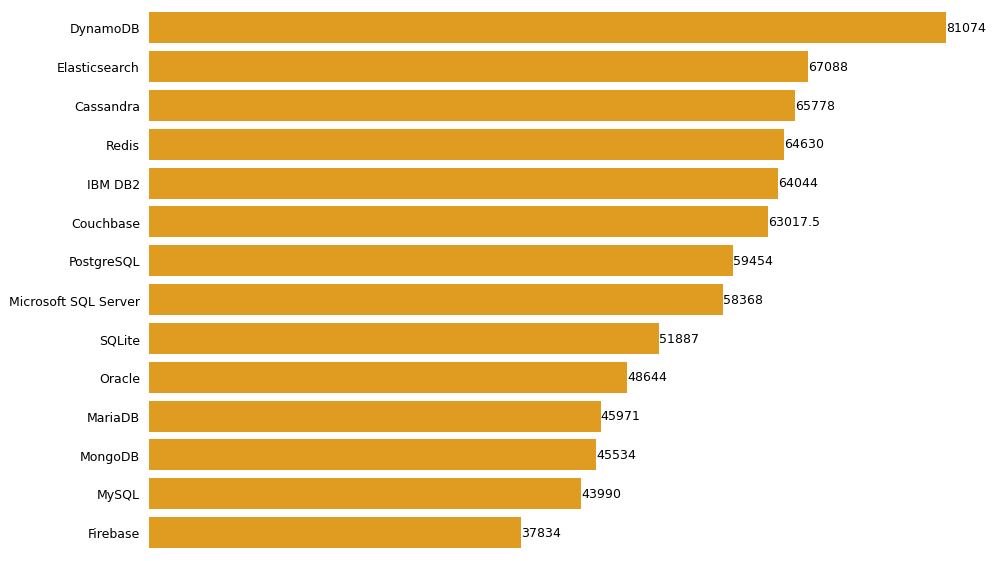 DynamoDB 81074
Elasticsearch 67088
Cassandra 65778
Redis 64630
IBM DB2 64044
Couchbase 63017.5
PostgreSQL 59454
Microsoft SQL Server 58368
SQLite 51887
Oracle 48644
MariaDB 45971
MongoDB 45534
MySQL 43990
Firebase 37834